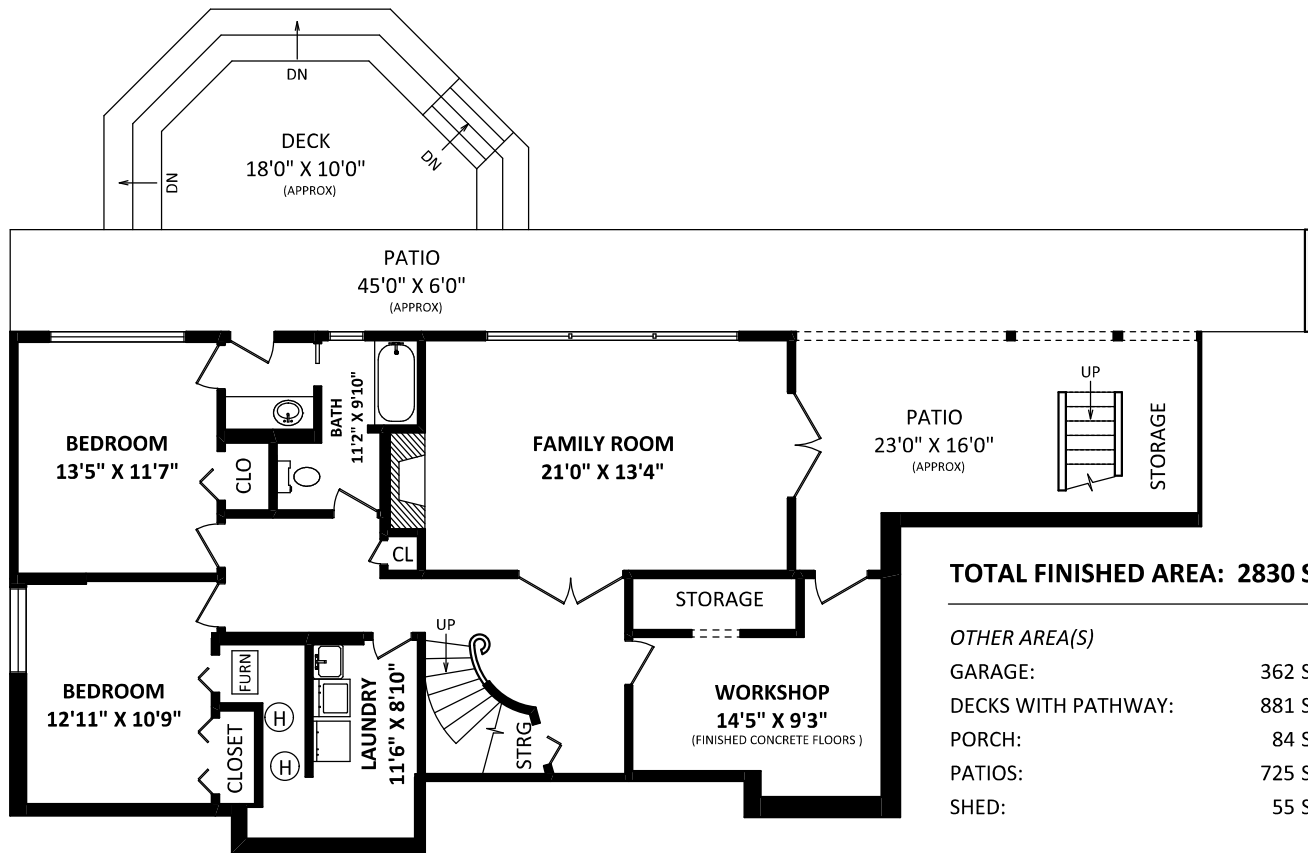 DN
DN
DN
DECK
18'0" X 10'0"
(APPROX)
PATIO
45'0" X 6'0"
(APPROX)
BEDROOM
13'5" X 11'7"
CLO
BATH
11'2" X 9'10"
CL
FAMILY ROOM
21'0" X 13'4"
PATIO
23'0" X 16'0"
(APPROX)
UP
STORAGE
BEDROOM
12'11" X 10'9"
FURN
CLOSET
H
H
LAUNDRY
11'6" X 8'10"
UP
STRG
STORAGE
WORKSHOP
14'5" X 9'3"
(FINISHED CONCRETE FLOORS )
TOTAL FINISHED AREA: 2830 S
OTHER AREA(S)
GARAGE: 362 S
DECKS WITH PATHWAY: 881 S
PORCH: 84 S
PATIOS: 725 S
SHED: 55 S